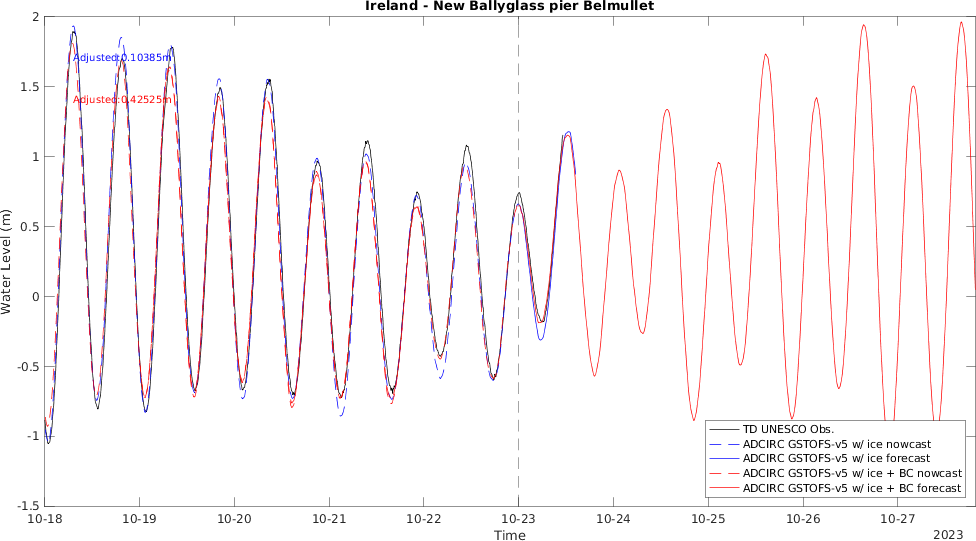 Ireland - New Ballyglass pier Belmullet
2
Adjusted:0.10385m
1.5
Adjusted:0.42525m
1
0.5
Water Level (m)
0
-0.5
-1
-1.5
TD UNESCO Obs.
ADCIRC GSTOFS-v5 w/ ice nowcast
ADCIRC GSTOFS-v5 w/ ice forecast
ADCIRC GSTOFS-v5 w/ ice + BC nowcast
ADCIRC GSTOFS-v5 w/ ice + BC forecast
10-18 10-19 10-20 10-21 10-22 10-23 10-24 10-25 10-26 10-27
Time
2023